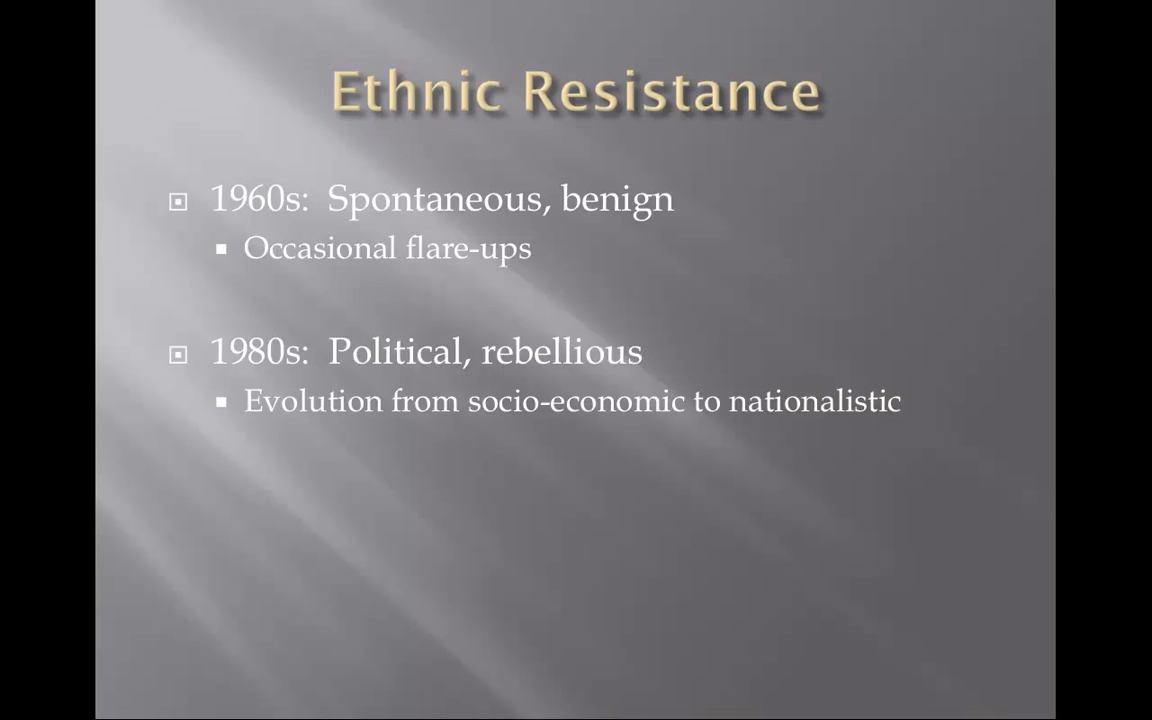 Ethnic Resistance
1960s: Spontaneous, benign
Occasional flare-ups
1980s: Political, rebellious
Evolution from socio-economic to nationalistic